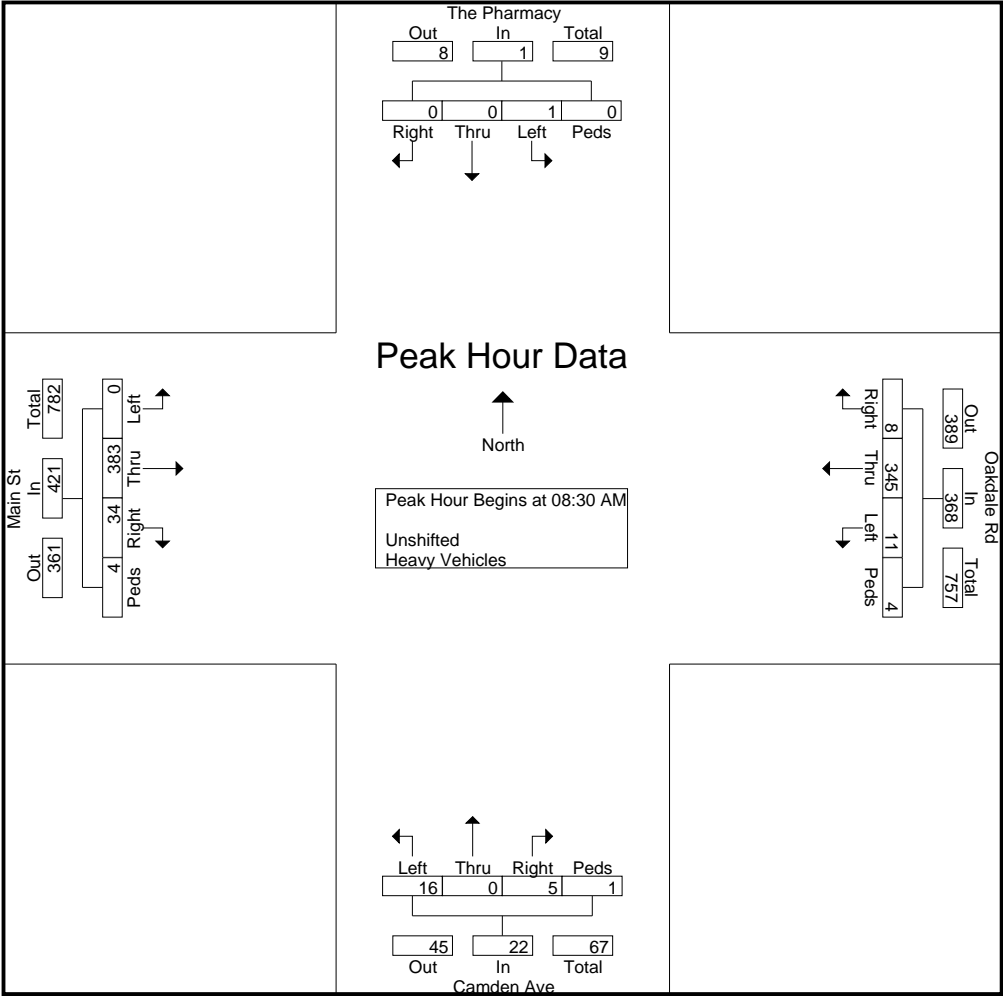 The Pharmacy
Out In Total
8 1 9
0 0 1 0
Right Thru Left Peds
Peak Hour Data
North
Peak Hour Begins at 08:30 AM
Unshifted
Heavy Vehicles
Main St
Total In Out
782 421 361
0 383 34 4
Left Thru Right Peds
Oakdale Rd
Out In Total
389 368 757
8 345 11 4
Right Thru Left Peds
Left Thru Right Peds
16 0 5 1
45 22 67
Out In Total
Camden Ave